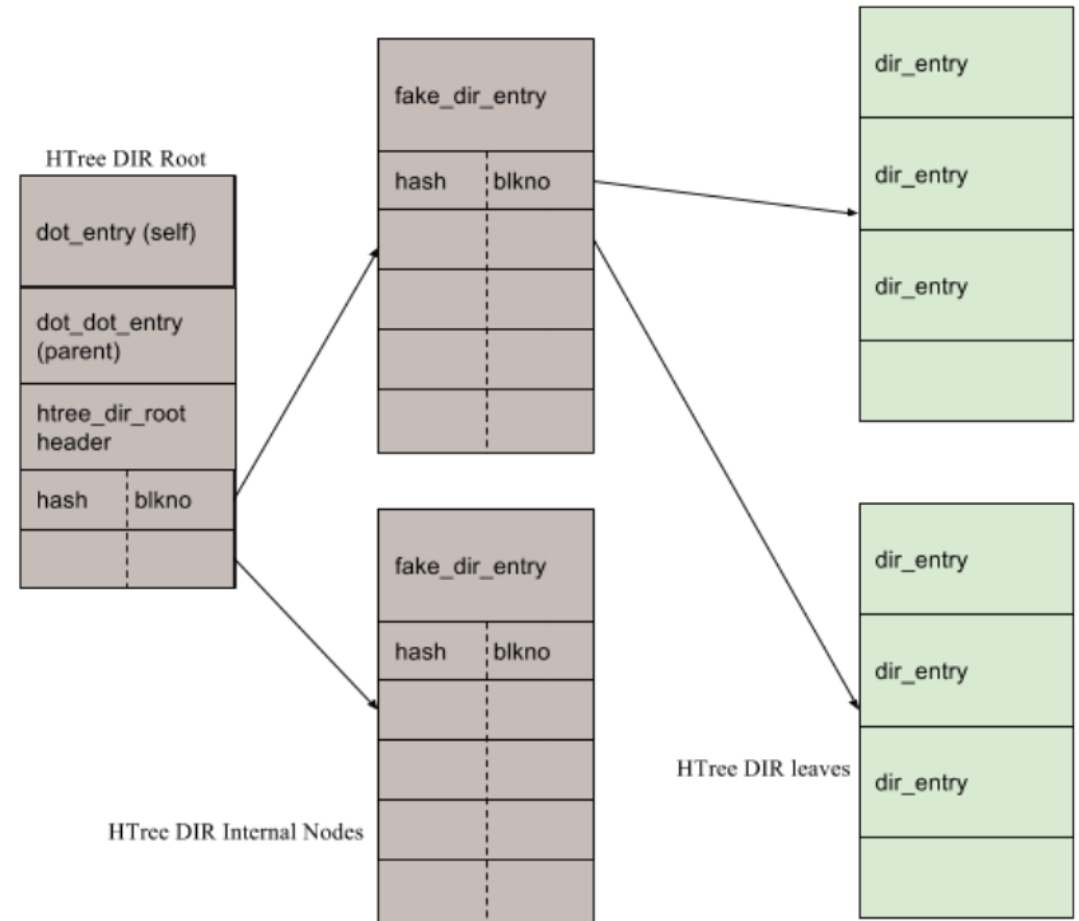 HTree DIR Root
dot_entry (self)
dot_dot_entry
(parent)
htree_dir_root
header
hash blkno
fake_dir_entry
hash blkno
fake_dir_entry
hash blkno
HTree DIR Internal Nodes
dir_entry
dir_entry
dir_entry
dir_entry
dir_entry
dir_entry
HTree DIR leaves